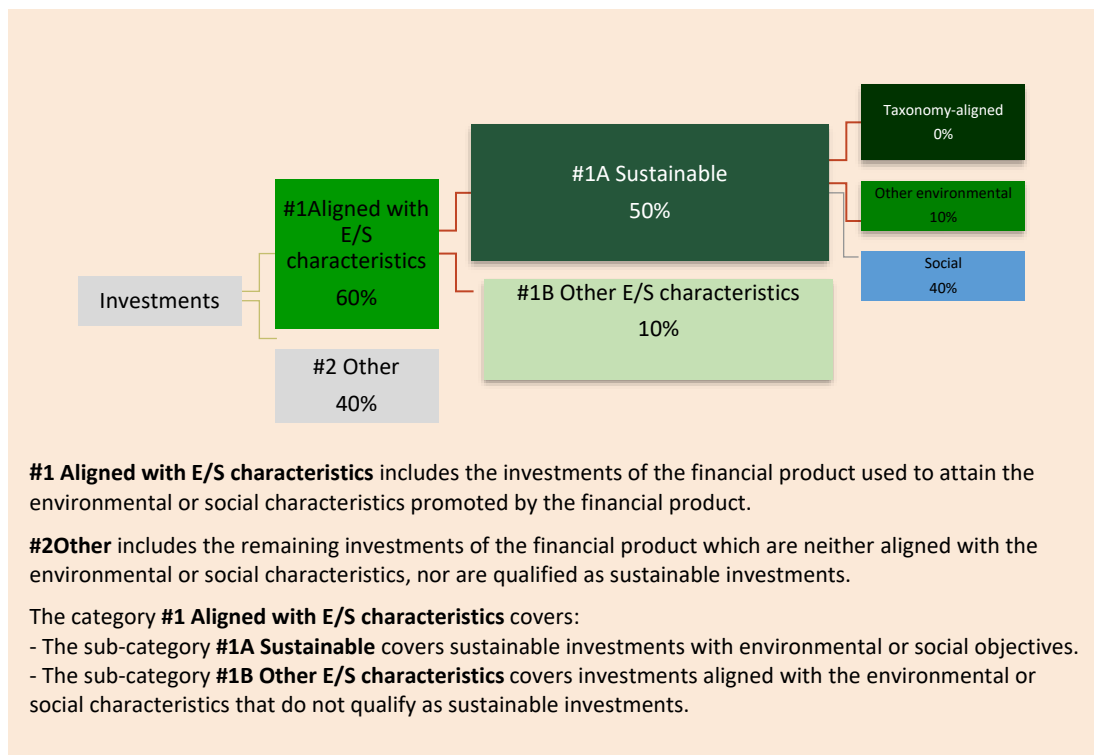 Investments
#1Aligned with
E/S
characteristics
60%
#2 Other
40%
#1A Sustainable
50%
#1B Other E/S characteristics
10%
Taxonomy-aligned
0%
Other environmental
10%
Social
40%
#1 Aligned with E/S characteristics includes the investments of the financial product used to attain the
environmental or social characteristics promoted by the financial product.
#2Other includes the remaining investments of the financial product which are neither aligned with the
environmental or social characteristics, nor are qualified as sustainable investments.
The category #1 Aligned with E/S characteristics covers:
- The sub-category #1A Sustainable covers sustainable investments with environmental or social objectives.
- The sub-category #1B Other E/S characteristics covers investments aligned with the environmental or
social characteristics that do not qualify as sustainable investments.